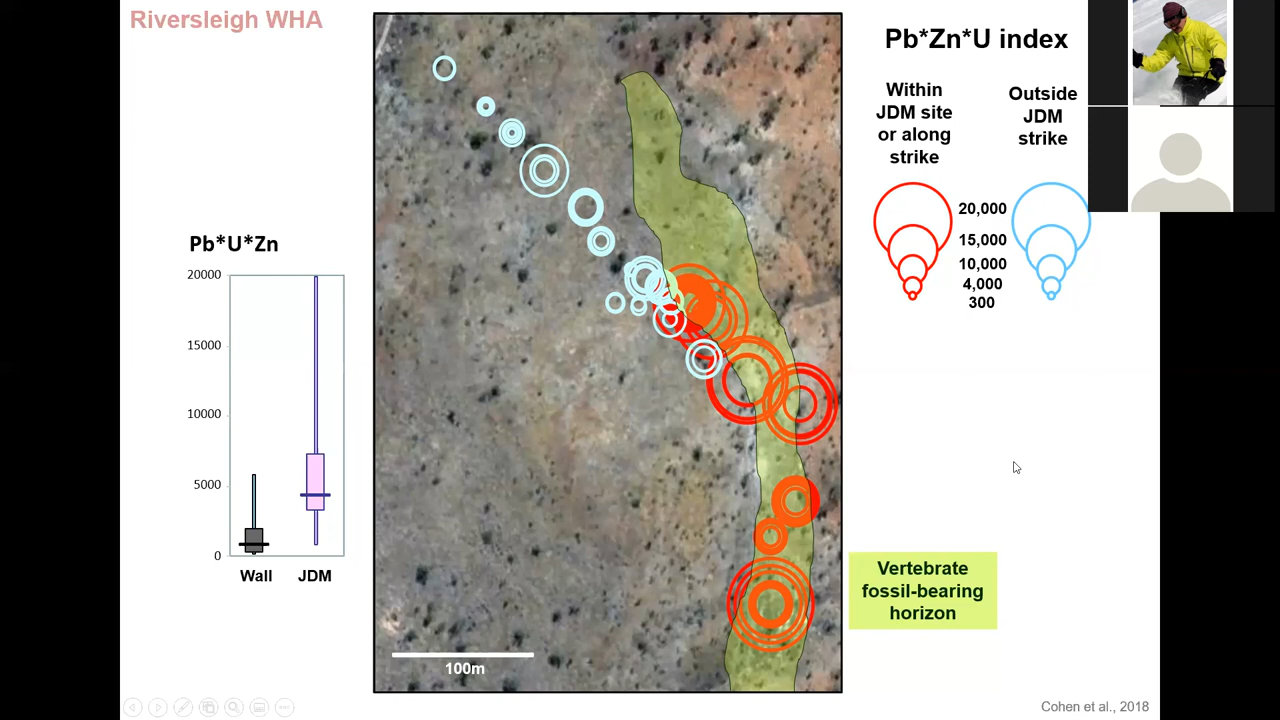 Riversleigh WHA
Pb*Zn*U index
Within
JDM site
or along
strike
Outside
JDM
strike
20,000
15,000
10,000
4,000
300
Pb*U*Zn
20000
15000
10000
5000
0
Wall
JDM
100m
Vertebrate
fossil-bearing
horizon
Cohen et al., 2018